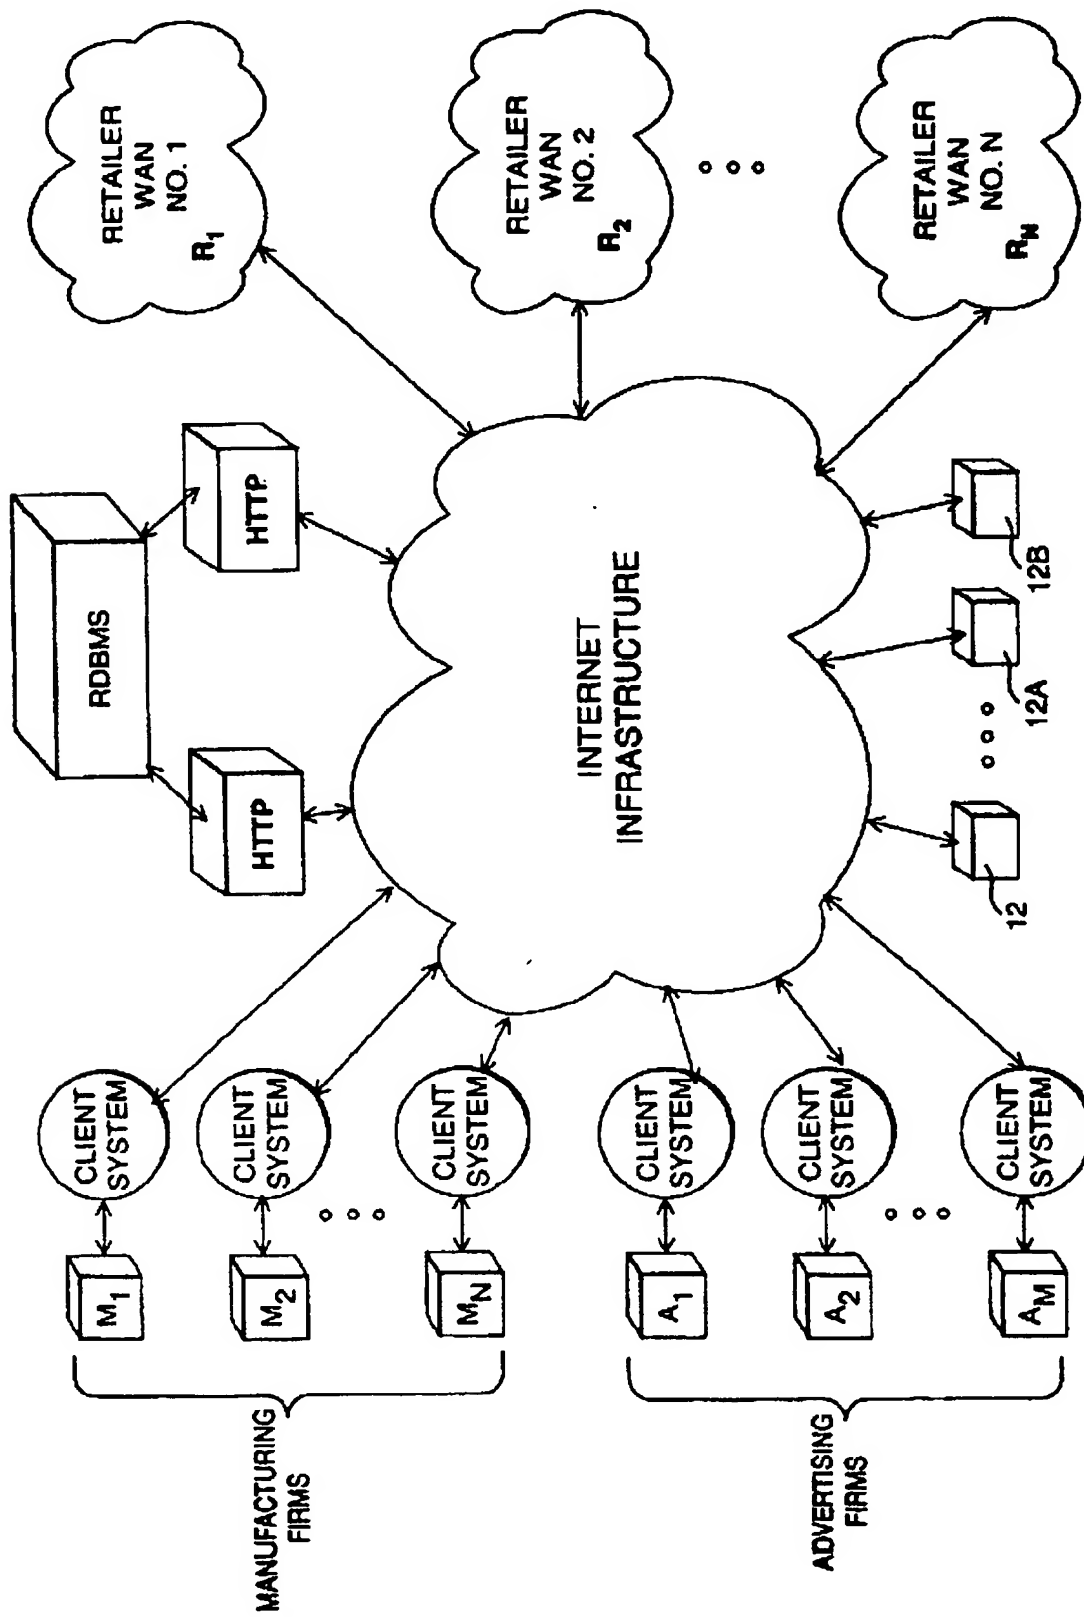 MANUFACTURING
FIRMS
M1
CLIENT
SYSTEM
M2
CLIENT
SYSTEM
MN
CLIENT
SYSTEM
ADVERTISING
FIRMS
A1
CLIENT
SYSTEM
A2
CLIENT
SYSTEM
AM
CLIENT
SYSTEM
RDBMS
HTTP
HTTP
INTERNET
INFRASTRUCTURE
12
12A
12B
RETAILER
WAN
NO. 1
R1
RETAILER
WAN
NO. 2
R2
RETAILER
WAN
NO. N
RN